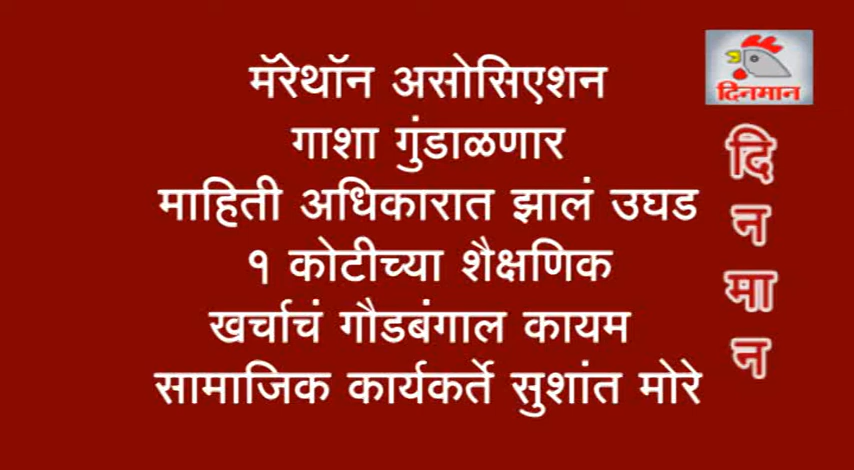 मॅरेथॉन असोसिएशन
गाशा गुंडाळणार
माहिती अधिकारात झालं उघड
१ कोटीच्या शैक्षणिक
खर्चाचं गौडबंगाल कायम
सामाजिक कार्यकर्ते सुशांत मोरे
दिनमान
दि
न
मा
न